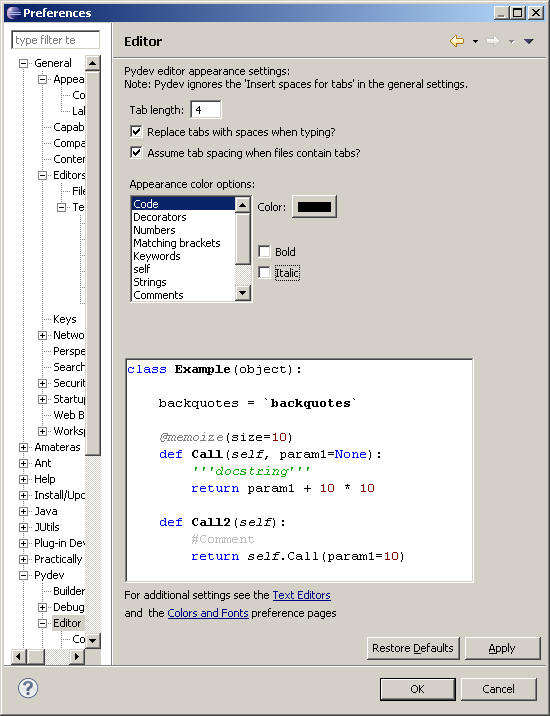 Preferences
type filter te
Editor
General
Appea
Co
Lal
Capab
Compa
Conter
Editors
File
Te
Keys
Netwo
Perspe
Search
Securit
Startu
Web B
Worksp
Amateras
Ant
Help
Install/Upd
Java
JUtils
Plug-in Dev
Practically
Pydev
Builder
Debug
Editor
Co
Pydev editor appearance settings:
Note: Pydev ignores the 'Insert spaces for tabs' in the general settings.
Tab length: 4
Replace tabs with spaces when typing?
Assume tab spacing when files contain tabs?
Appearance color options:
Code
Decorators
Numbers
Matching brackets
Keywords
self
Strings
Comments
Color:
Bold
Italic
class Example(object):
backquotes = `backquotes`
@memoize(size=10)
def Call(self, param1=None):
'''docstring'''
return param1 + 10 * 10
def Call2(self):
#Comment
return self.Call(param1=10)
For additional settings see the Text Editors
and the Colors and Fonts preference pages
Restore Defaults
Apply
?
OK
Cancel